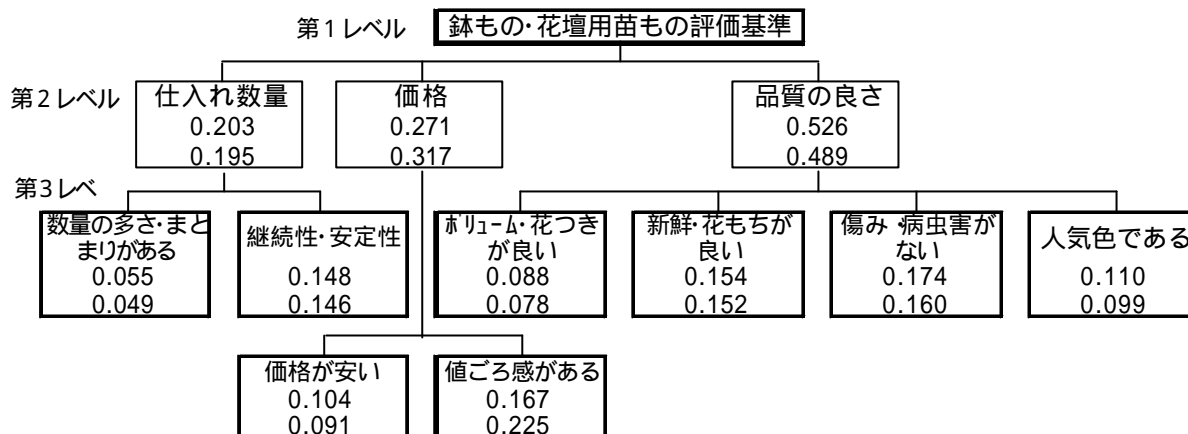 第1レベル
鉢もの・花壇用苗もの評価基準
第2レベル
仕入れ数量
0.203
0.195
価格
0.271
0.317
品質の良さ
0.526
0.489
第3レベ
数量の多さ・まと
まりがある
0.055
0.049
継続性・安定性
0.148
0.146
ボリューム・花つき
が良い
0.088
0.078
新鮮・花もちが
良い
0.154
0.152
傷み・病虫害が
ない
0.174
0.160
人気色である
0.110
0.099
価格が安い
0.104
0.091
値ごろ感がある
0.167
0.225